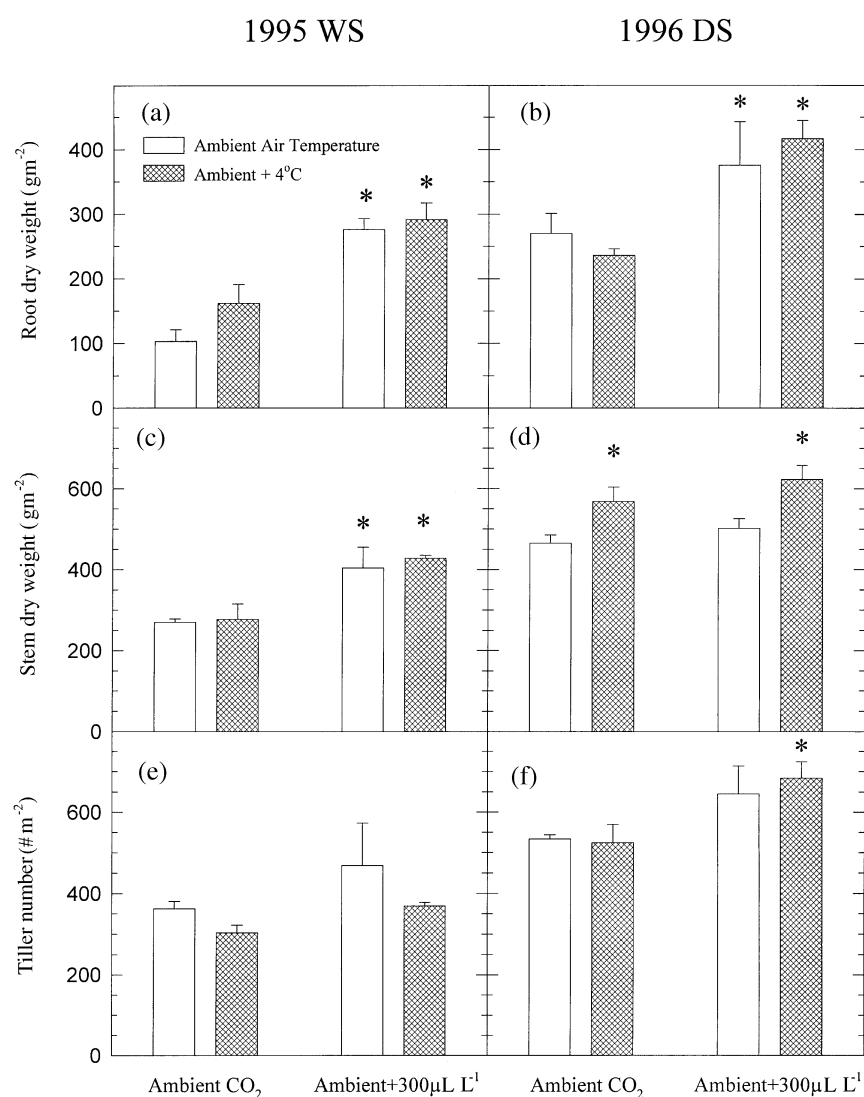 1995 WS
1996 DS
(a)
(b)
Ambient Air Temperature
Ambient + 4°C
* *
* *
Root dry weight (gm⁻²)
400
300
200
100
0
(c)
(d)
* *
* *
Stem dry weight (gm⁻²)
600
400
200
0
(e)
(f)
*
Tiller number (# m⁻²)
600
400
200
0
Ambient CO₂
Ambient+300µL L⁻¹
Ambient CO₂
Ambient+300µL L⁻¹